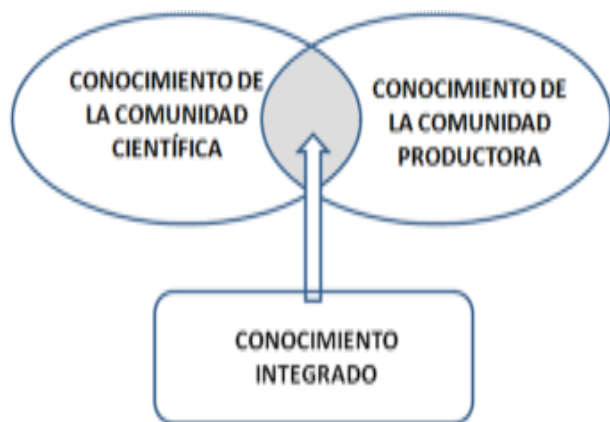 CONOCIMIENTO DE
LA COMUNIDAD
CIENTÍFICA
CONOCIMIENTO DE
LA COMUNIDAD
PRODUCTORA
CONOCIMIENTO
INTEGRADO